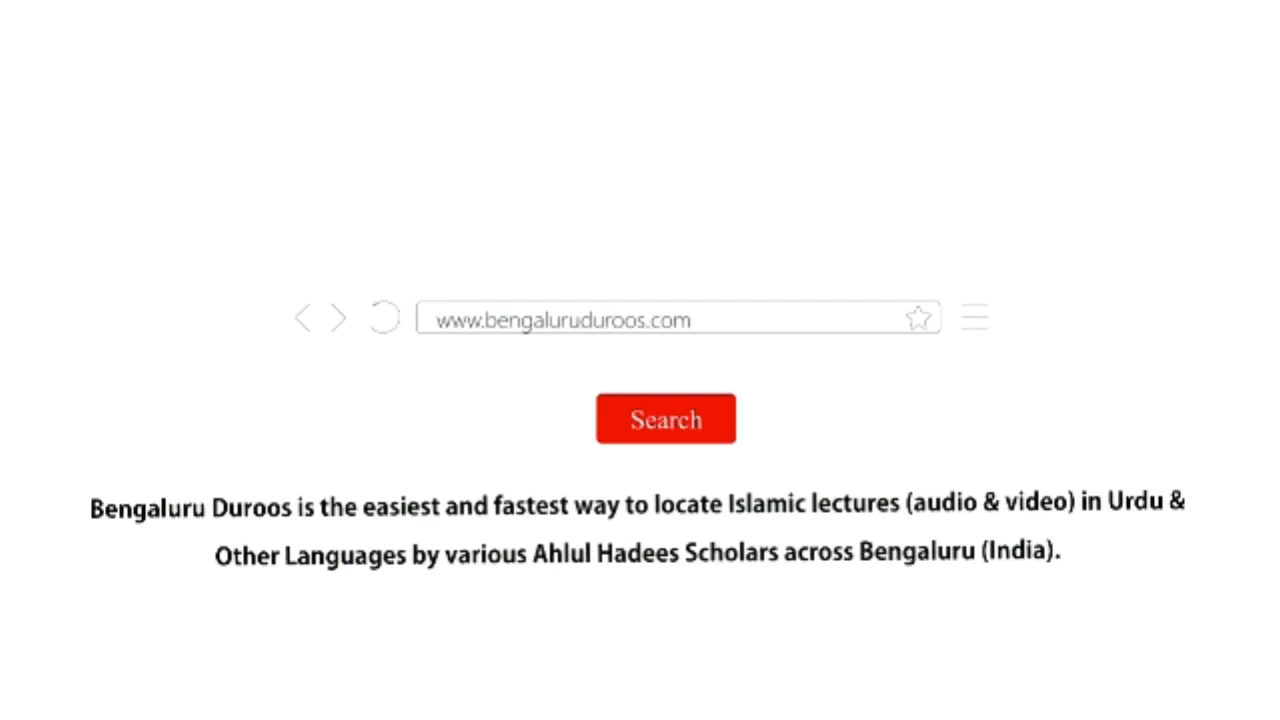 www.bengaluruduroos.com
Search
Bengaluru Duroos is the easiest and fastest way to locate Islamic lectures (audio & video) in Urdu &
Other Languages by various Ahlul Hadees Scholars across Bengaluru (India).